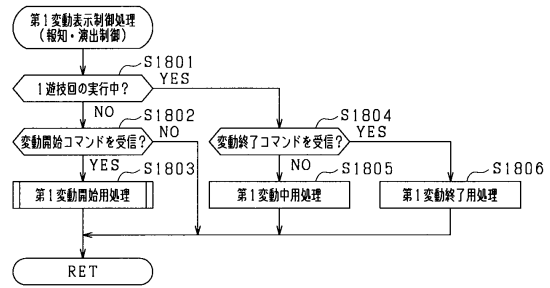 第1変動表示制御処理
(報知・演出制御)
S1801
1遊技回の実行中?
YES
NO
S1802
変動開始コマンドを受信?
NO
YES
S1804
変動終了コマンドを受信?
YES
NO
S1803
第1変動開始用処理
S1805
第1変動中用処理
S1806
第1変動終了用処理
RET